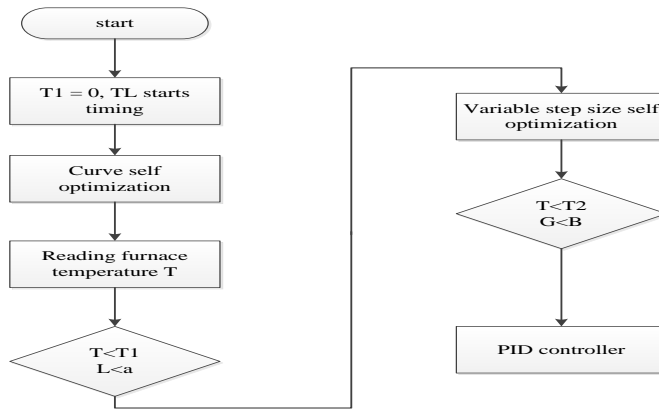 start
T1 = 0, TL starts
timing
Curve self
optimization
Reading furnace
temperature T
T<T1
L<a
Variable step size self
optimization
T<T2
G<B
PID controller